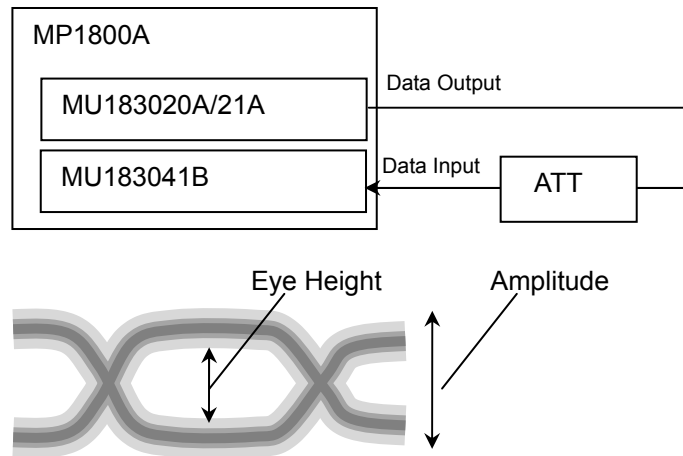 MP1800A
Data Output
MU183020A/21A
Data Input
MU183041B
ATT
Eye Height
Amplitude